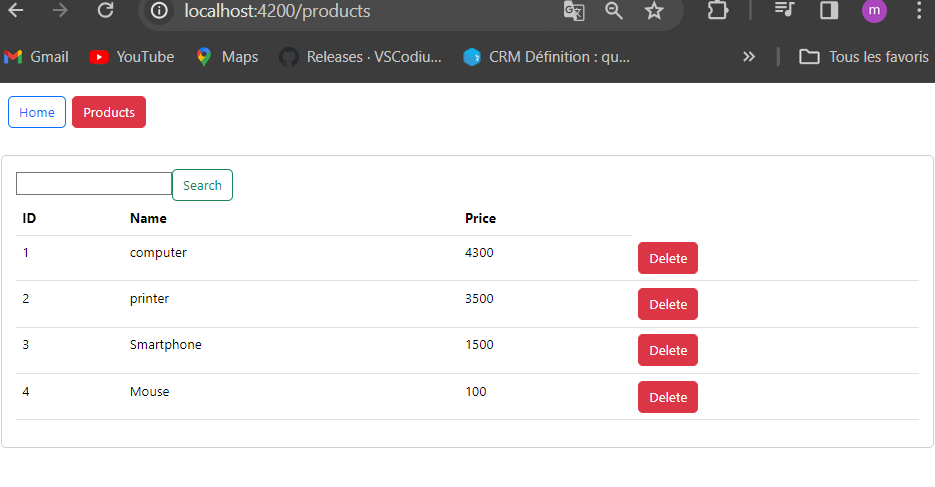 localhost:4200/products
m
Gmail YouTube Maps Releases · VSCodiu... CRM Définition : qu... » Tous les favoris
Home Products
Search
ID Name Price
1 computer 4300 Delete
2 printer 3500 Delete
3 Smartphone 1500 Delete
4 Mouse 100 Delete